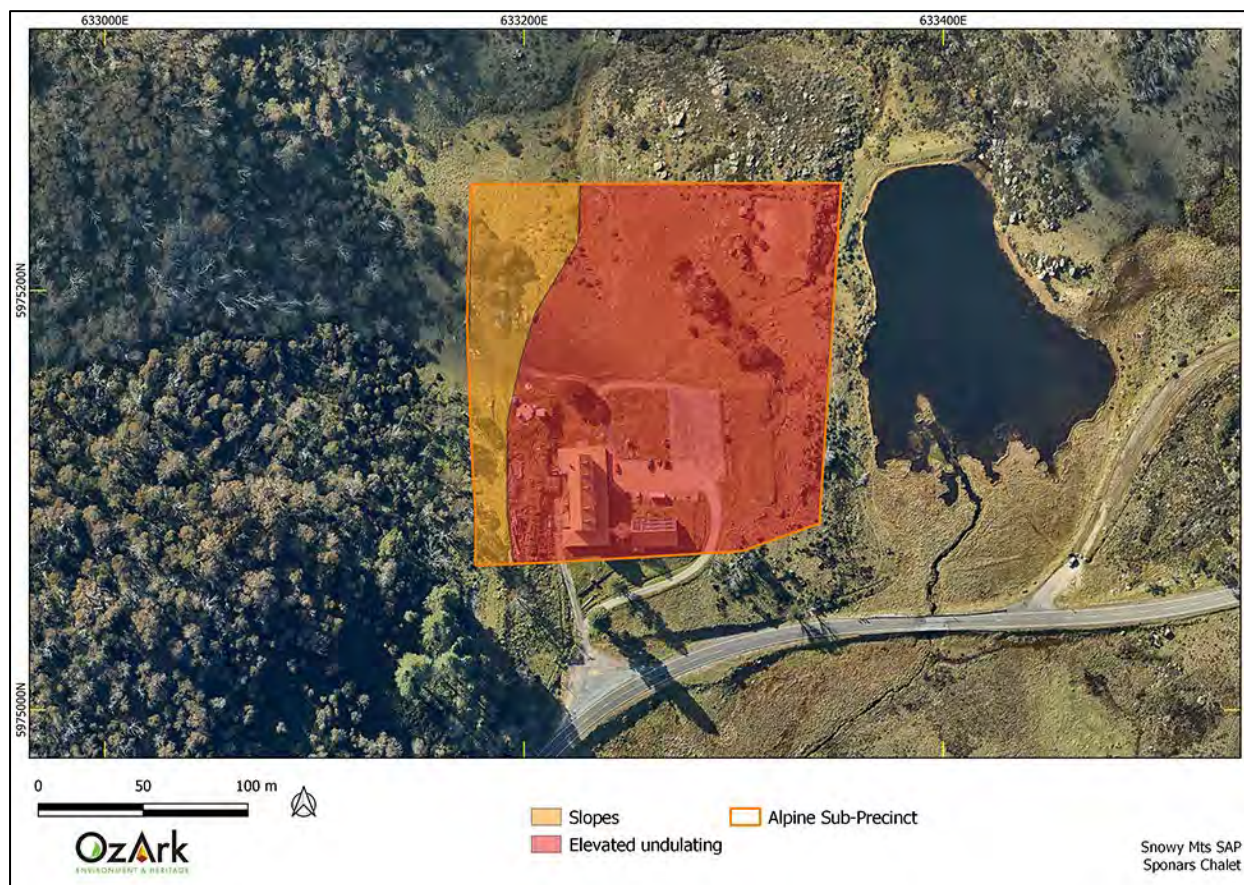 633000E
633200E
633400E
5975200N
5975000N
0 50 100 m
Slopes
Alpine Sub-Precinct
Elevated undulating
OzArk
ENVIRONMENT & HERITAGE
Snowy Mts SAP
Sponars Chalet